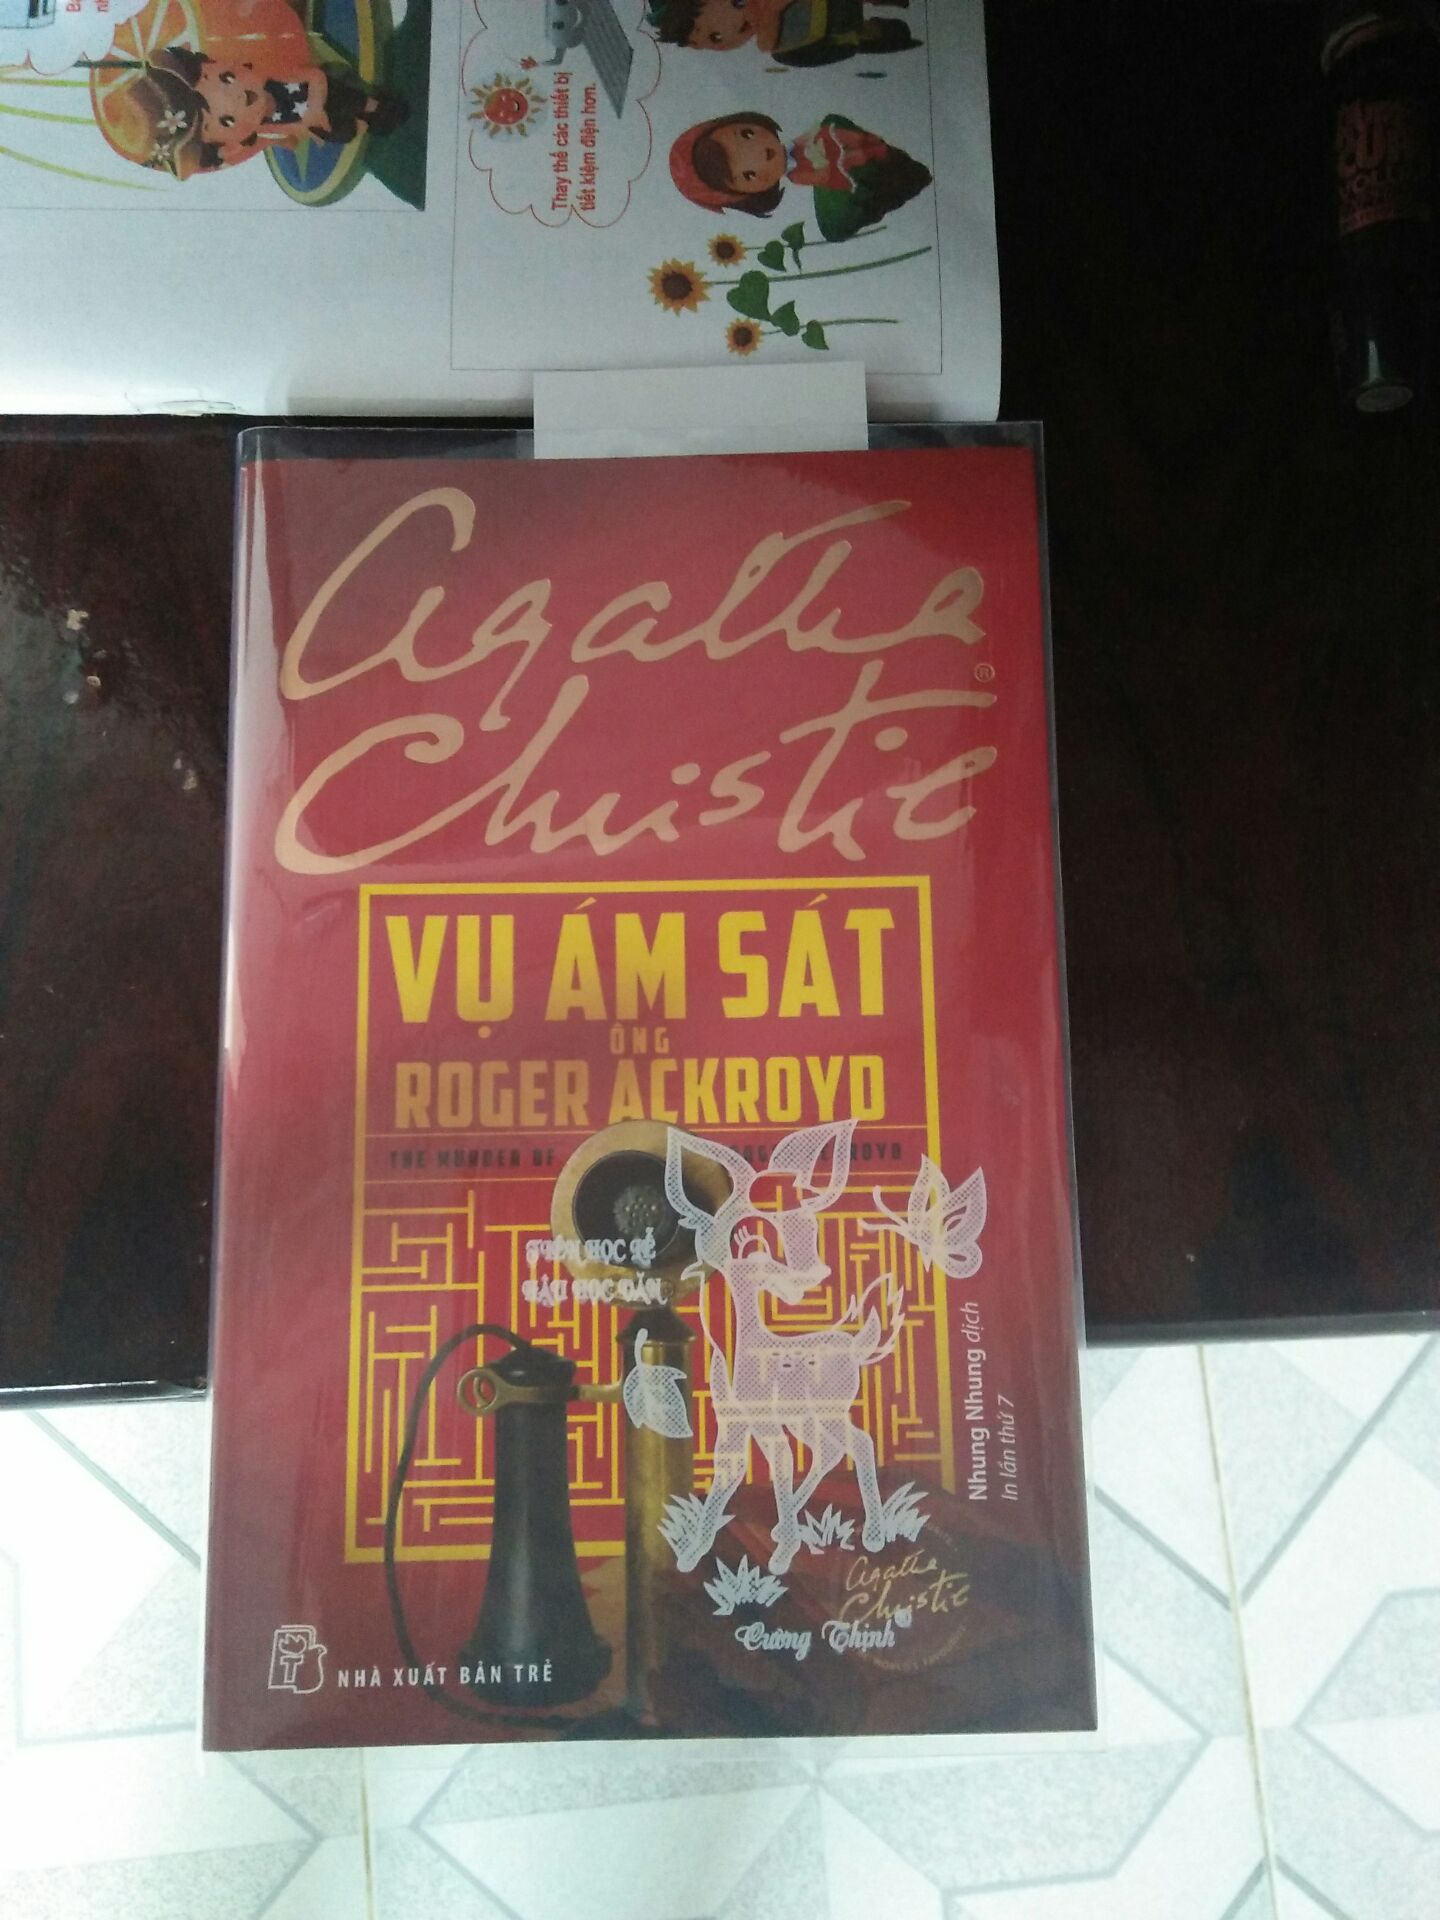 Thay thế các thiết bị
tiết kiệm điện hơn.
Agatha
Christie
®
VỤ ÁM SÁT
ÔNG
ROGER ACKROYD
THE MURDER OF ROGER ACKROYD
TIÊN HỌC LỄ
HẬU HỌC VĂN
Nhung Nhung dịch
In lần thứ 7
Agatha
Christie
Cường Thịnh
NHÀ XUẤT BẢN TRẺ